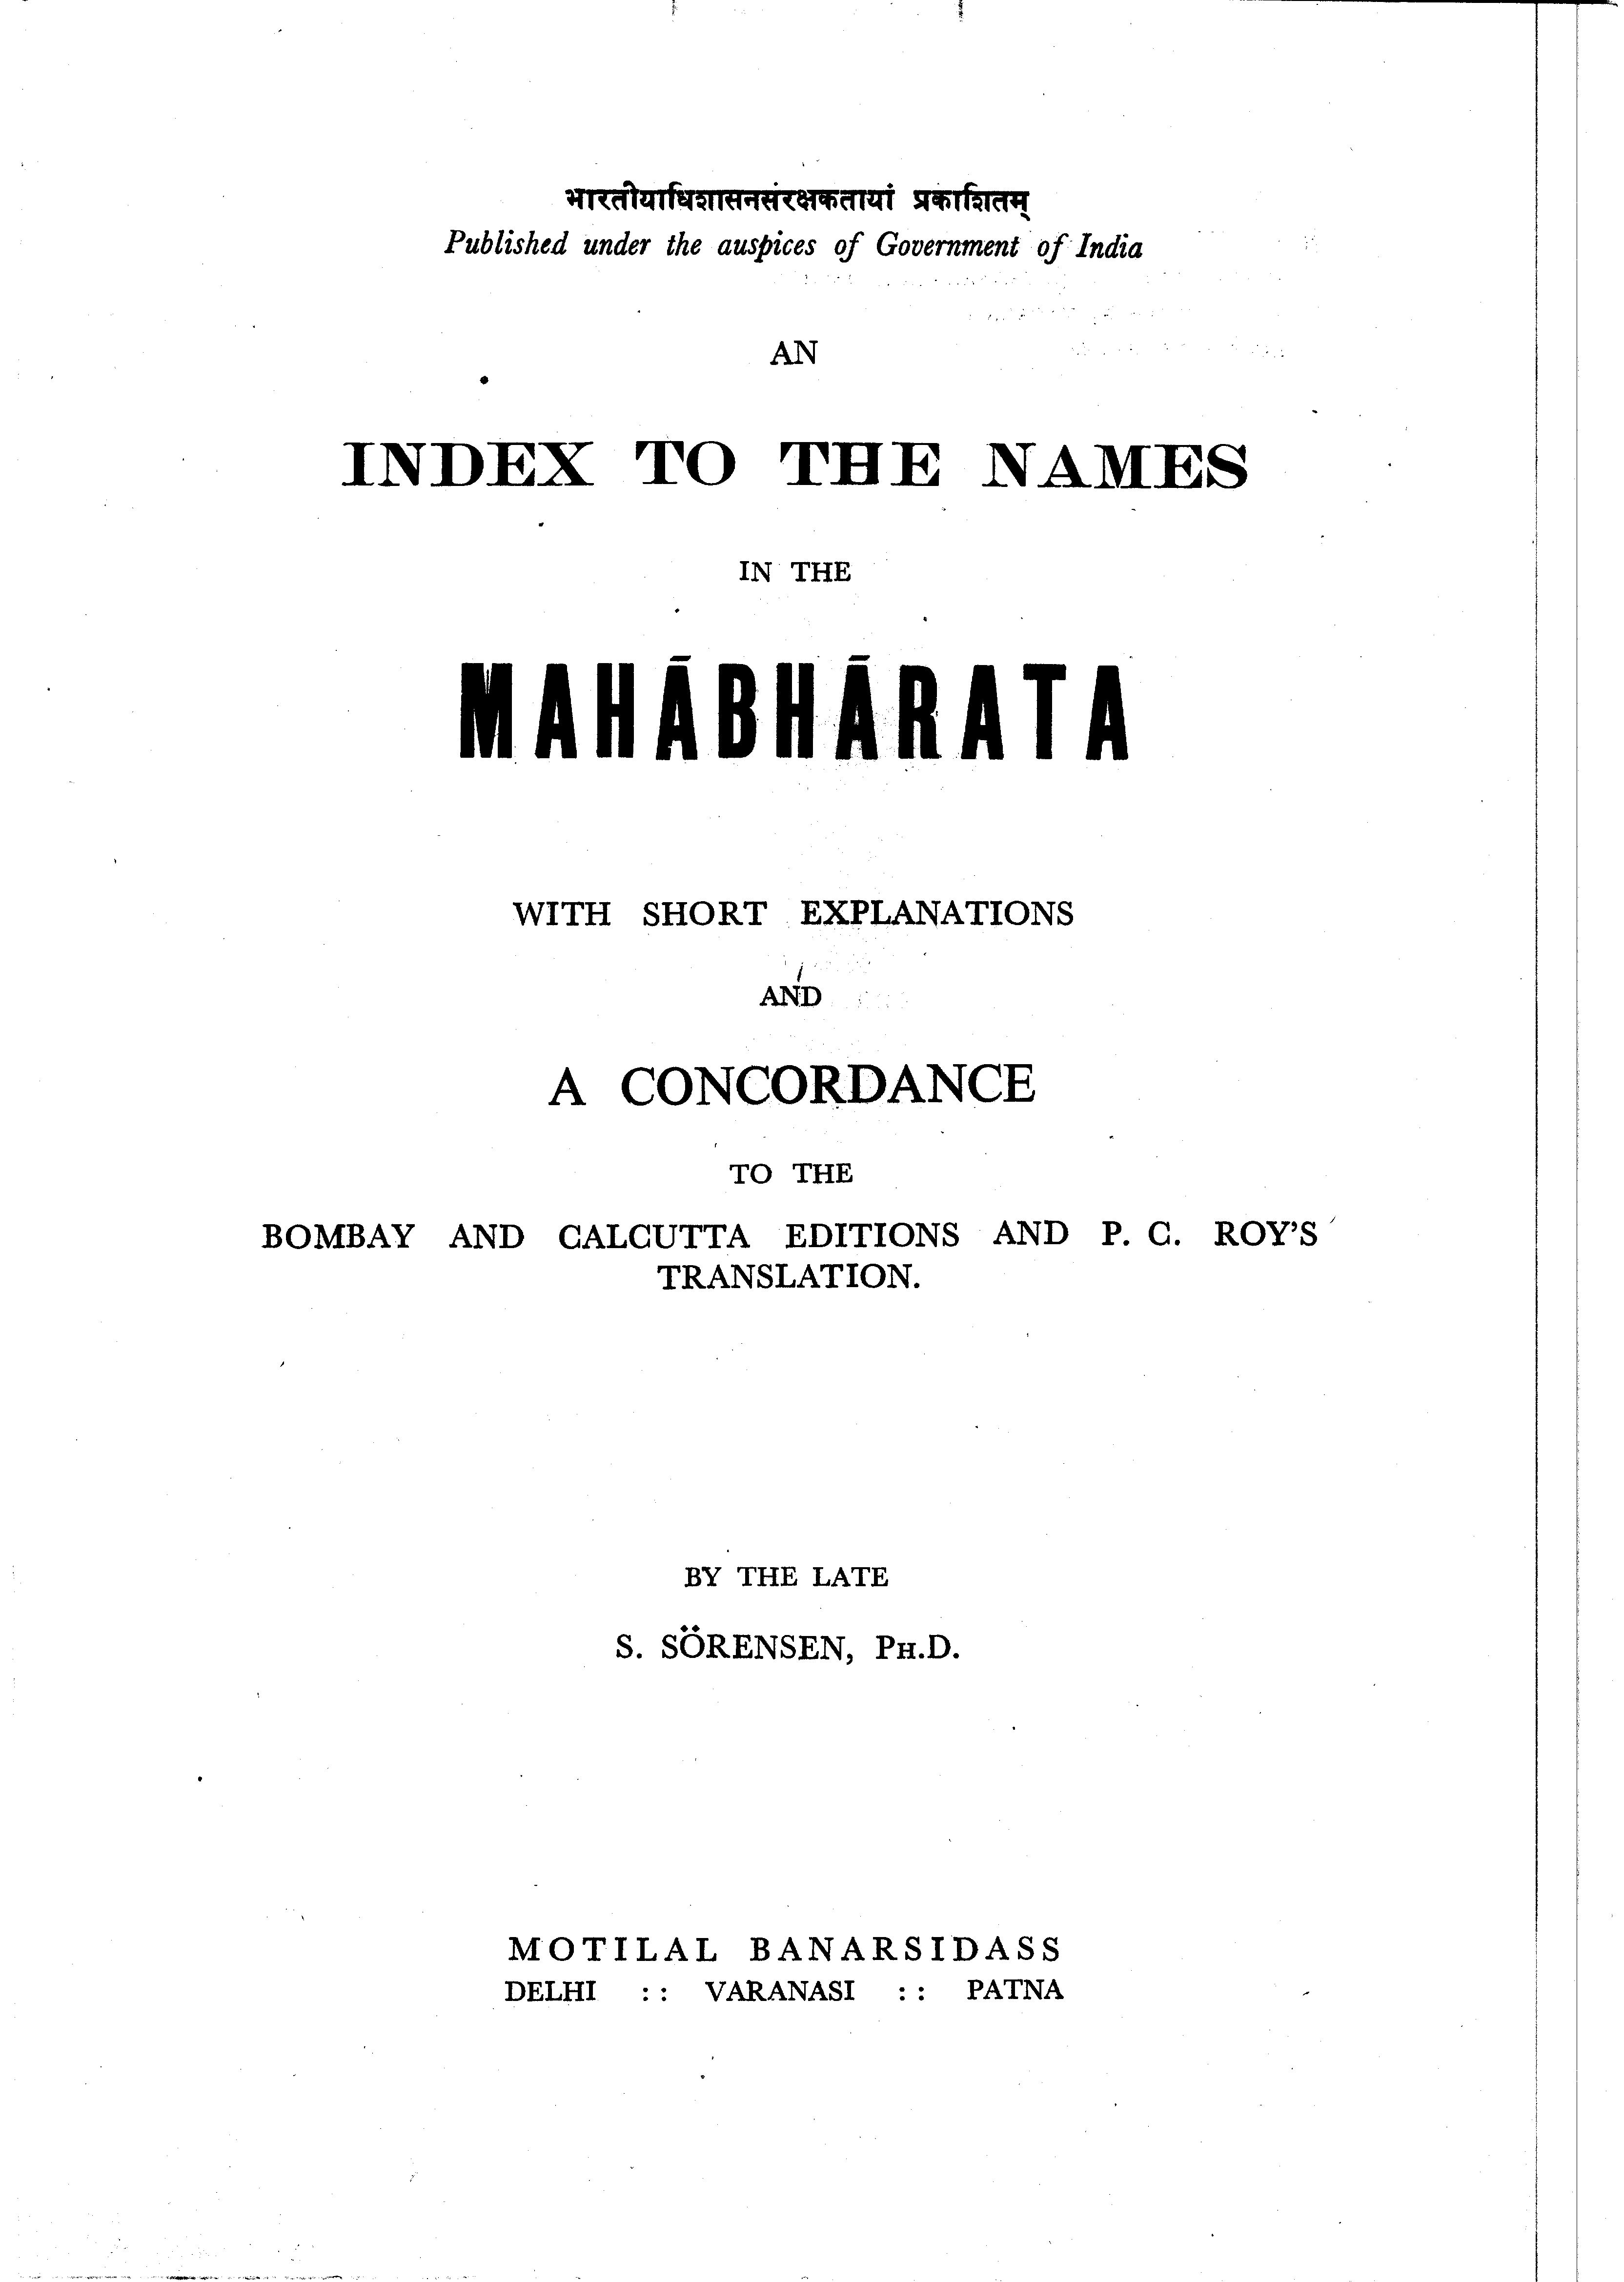 भारतीयाधिशासनसंरक्षकतायां प्रकाशितम्
Published under the auspices of Government of India
AN
INDEX TO THE NAMES
IN THE
MAHĀBHĀRATA
WITH SHORT EXPLANATIONS
AND
A CONCORDANCE
TO THE
BOMBAY AND CALCUTTA EDITIONS AND P. C. ROY'S
TRANSLATION.
BY THE LATE
S. SÖRENSEN, PH.D.
MOTILAL BANARSIDASS
DELHI :: VARANASI :: PATNA